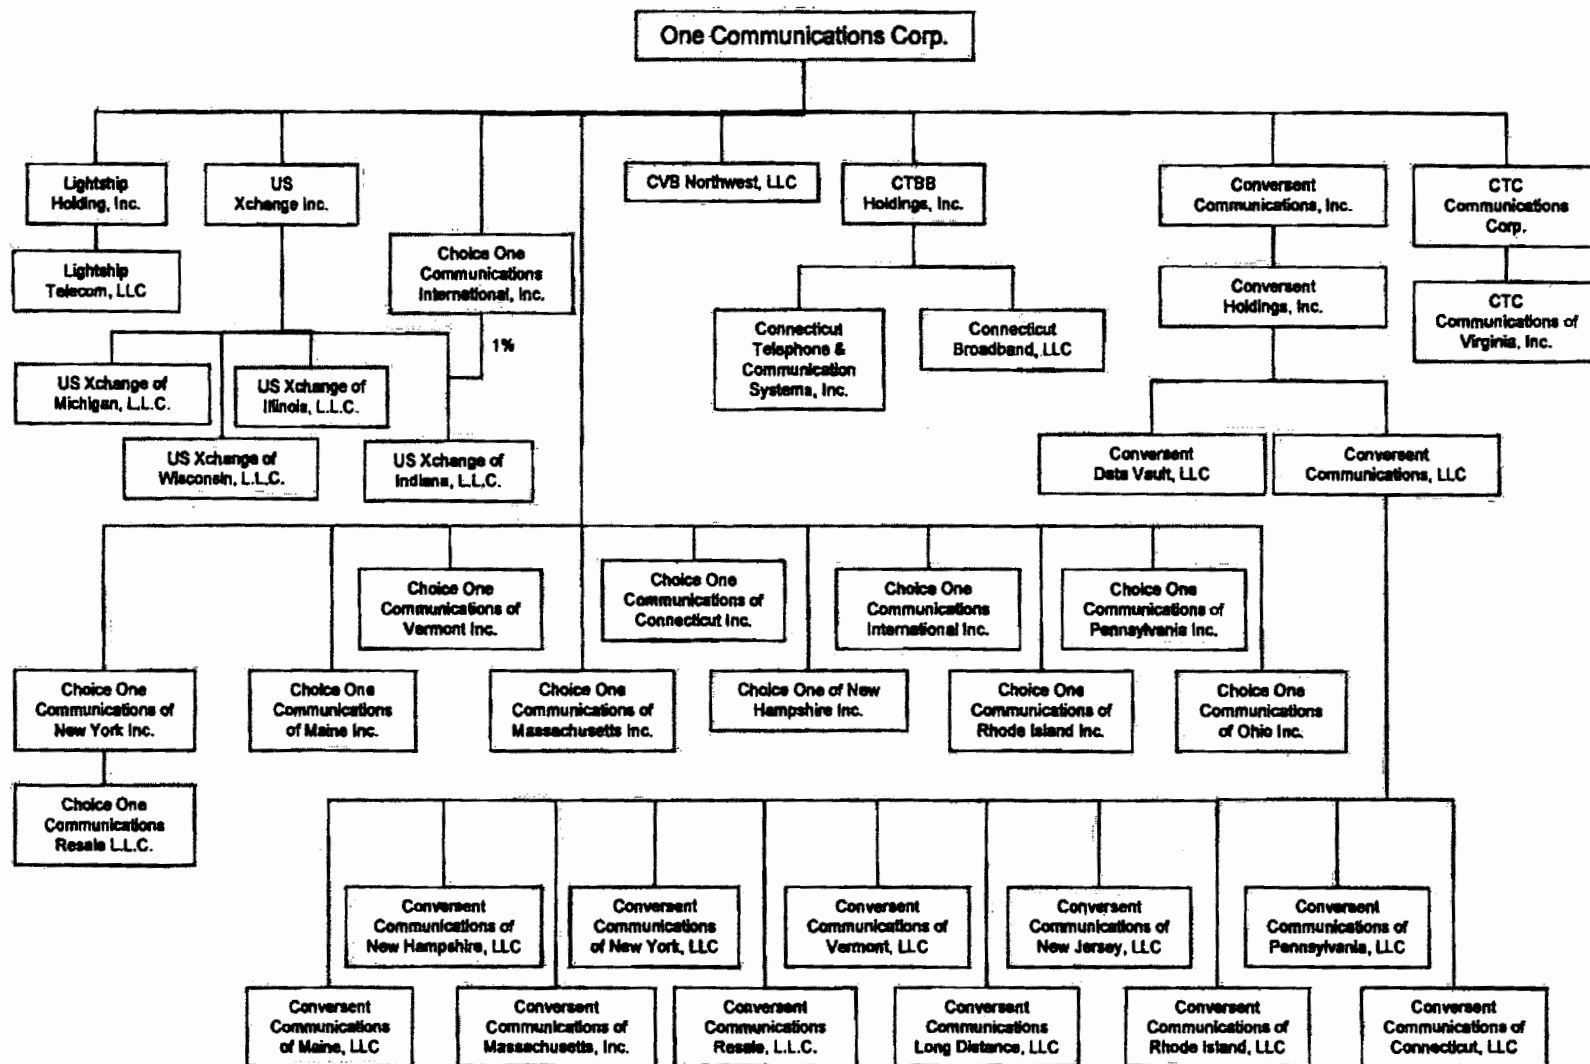 One Communications Corp.
Lightship
Holding, Inc.
US
Xchange Inc.
CVB Northwest, LLC
CTBB
Holdings, Inc.
Conversent
Communications, Inc.
CTC
Communications
Corp.
Choice One
Communications
International, Inc.
Lightship
Telecom, LLC
Conversent
Holdings, Inc.
CTC
Communications of
Virginia, Inc.
1%
Connecticut
Telephone &
Communication
Systems, Inc.
Connecticut
Broadband, LLC
US Xchange of
Michigan, L.L.C.
US Xchange of
Illinois, L.L.C.
US Xchange of
Wisconsin, L.L.C.
US Xchange of
Indiana, L.L.C.
Conversent
Data Vault, LLC
Conversent
Communications, LLC
Choice One
Communications of
Vermont Inc.
Choice One
Communications of
Connecticut Inc.
Choice One
Communications
International Inc.
Choice One
Communications of
Pennsylvania Inc.
Choice One
Communications of
New York Inc.
Choice One
Communications
of Maine Inc.
Choice One
Communications of
Massachusetts Inc.
Choice One of New
Hampshire Inc.
Choice One
Communications of
Rhode Island Inc.
Choice One
Communications
of Ohio Inc.
Choice One
Communications
Resale L.L.C.
Conversent
Communications of
New Hampshire, LLC
Conversent
Communications
of New York, LLC
Conversent
Communications of
Vermont, LLC
Conversent
Communications of
New Jersey, LLC
Conversent
Communications of
Pennsylvania, LLC
Conversent
Communications
of Maine, LLC
Conversent
Communications of
Massachusetts, Inc.
Conversent
Communications
Resale, L.L.C.
Conversent
Communications
Long Distance, LLC
Conversent
Communications of
Rhode Island, LLC
Conversent
Communications of
Connecticut, LLC